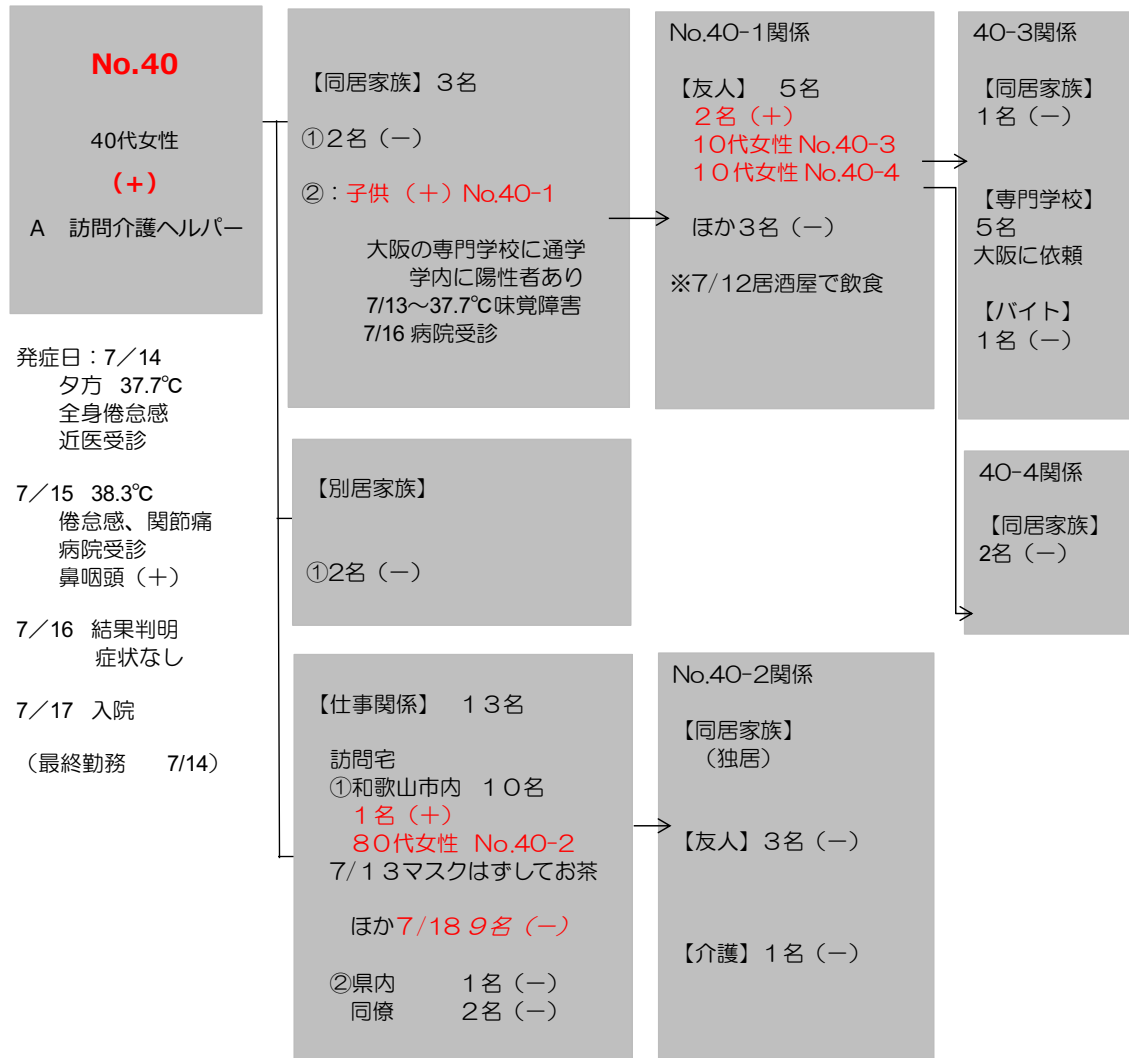 No.40
40代女性
(+)
A 訪問介護ヘルパー
発症日：7／14
夕方 37.7℃
全身倦怠感
近医受診
7／15 38.3℃
倦怠感、関節痛
病院受診
鼻咽頭（＋）
7／16 結果判明
症状なし
7／17 入院
（最終勤務 7/14）
【同居家族】３名
①２名（－）
②：子供（＋）No.40-1
大阪の専門学校に通学
学内に陽性者あり
7/13～37.7℃味覚障害
7/16 病院受診
【別居家族】
①2名（－）
【仕事関係】 １３名
訪問宅
①和歌山市内 １０名
１名（＋）
８０代女性 No.40-2
7/１３マスクはずしてお茶
ほか7/18 9名（－）
②県内 １名（－）
同僚 ２名（－）
No.40-1関係
【友人】 ５名
２名（＋）
10代女性 No.40-3
１０代女性 No.40-4
ほか３名（－）
※7/12居酒屋で飲食
No.40-2関係
【同居家族】
（独居）
【友人】３名（－）
【介護】１名（－）
40-3関係
【同居家族】
１名（－）
【専門学校】
５名
大阪に依頼
【バイト】
１名（－）
40-4関係
【同居家族】
2名（－）